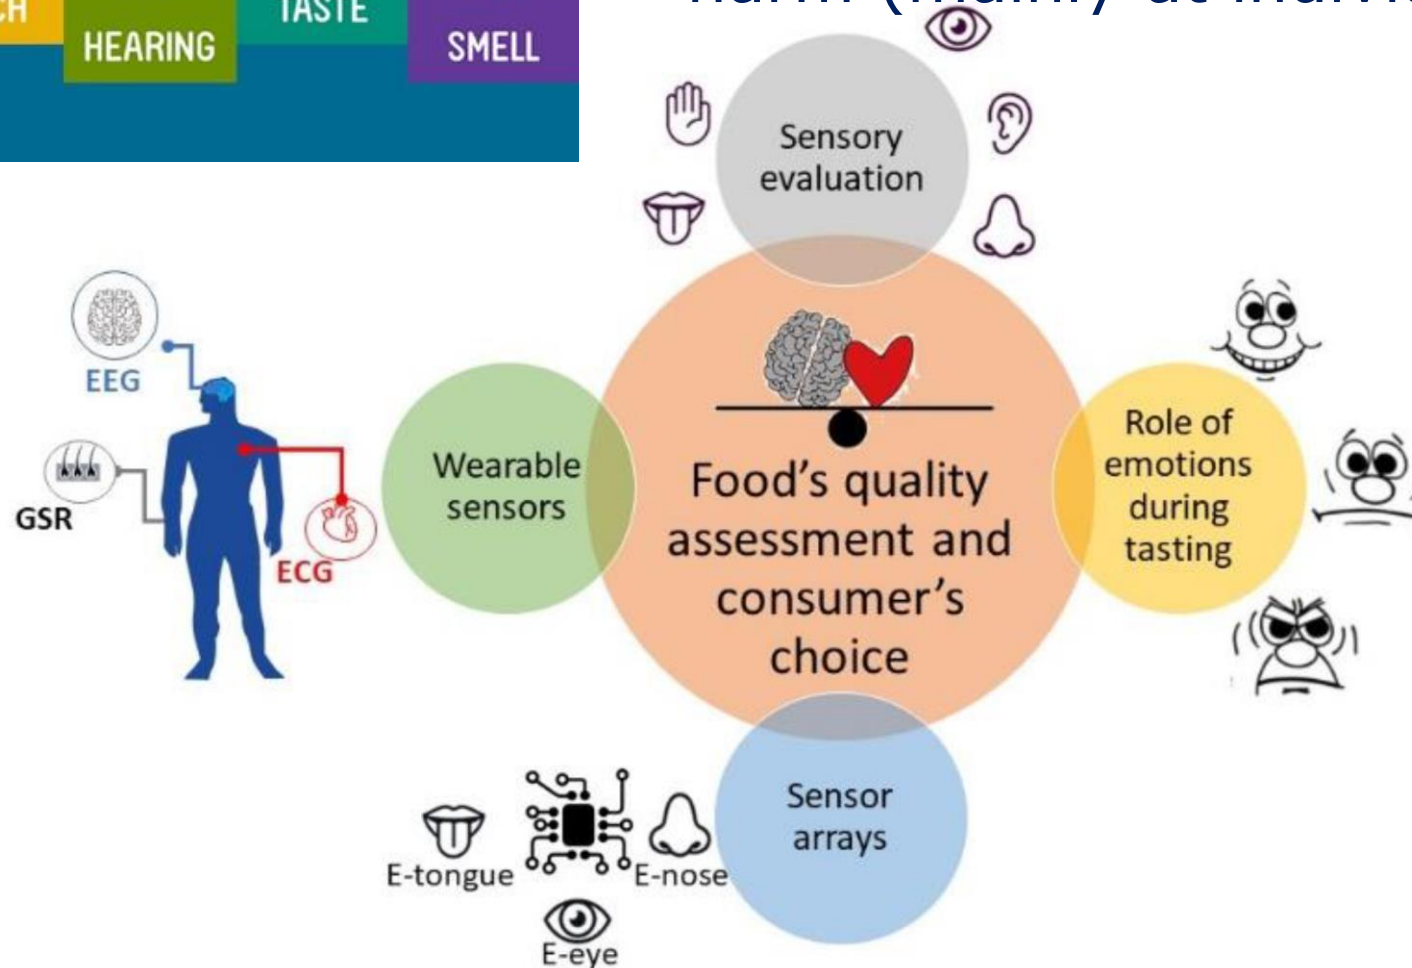 TASTE
HEARING
SMELL
Sensory
evaluation
EEG
GSR
ECG
Wearable
sensors
Food's quality
assessment and
consumer's
choice
Role of
emotions
during
tasting
Sensor
arrays
E-tongue
E-nose
E-eye